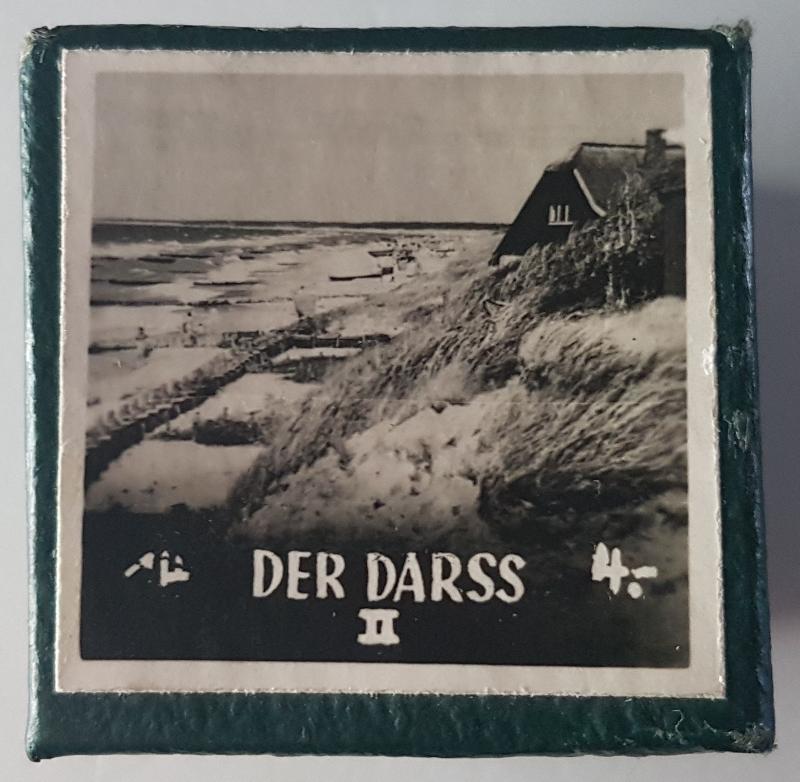 DER DARSS
II
4.-